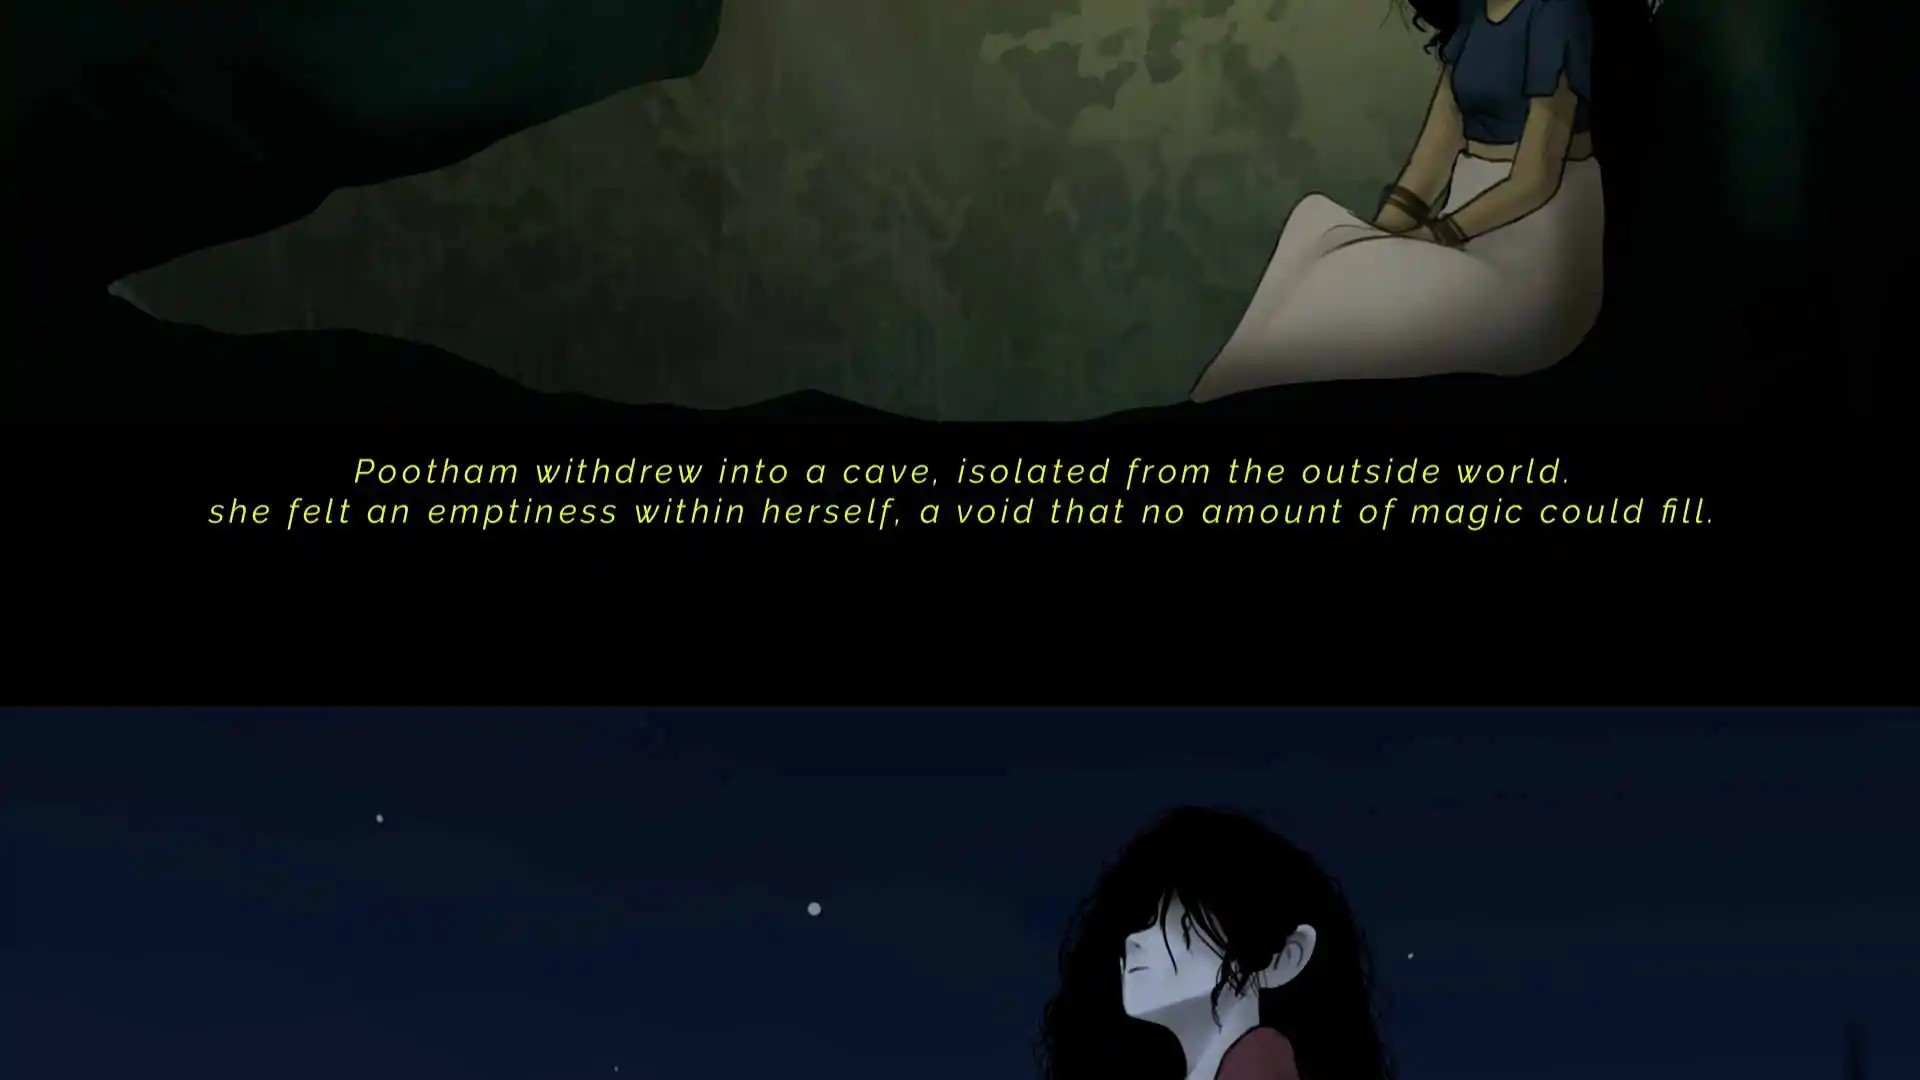 Pootham withdrew into a cave, isolated from the outside world.
she felt an emptiness within herself, a void that no amount of magic could fill.